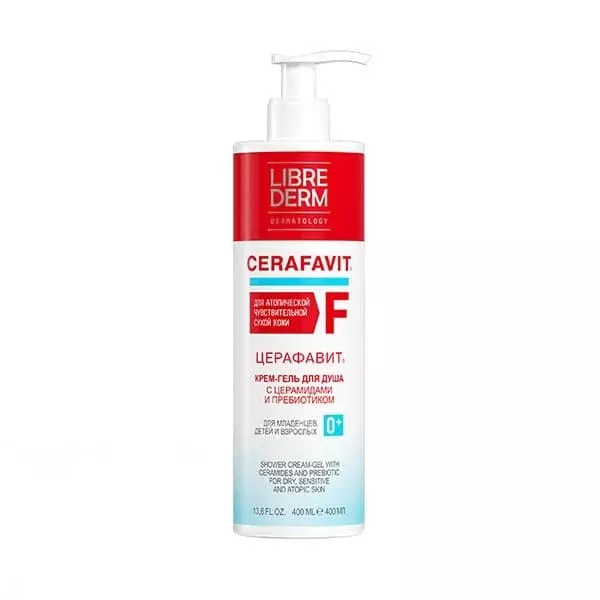 LIBRE
DERM
DERMATOLOGY
CERAFAVIT®
ДЛЯ АТОПИЧЕСКОЙ
ЧУВСТВИТЕЛЬНОЙ
СУХОЙ КОЖИ
F
ЦЕРАФАВИТ®
КРЕМ-ГЕЛЬ ДЛЯ ДУША
С ЦЕРАМИДАМИ
И ПРЕБИОТИКОМ
ДЛЯ МЛАДЕНЦЕВ,
ДЕТЕЙ И ВЗРОСЛЫХ
0+
SHOWER CREAM-GEL WITH
CERAMIDES AND PREBIOTIC
FOR DRY, SENSITIVE
AND ATOPIC SKIN
13,6 FL.OZ. 400 ML ℮ 400 МЛ